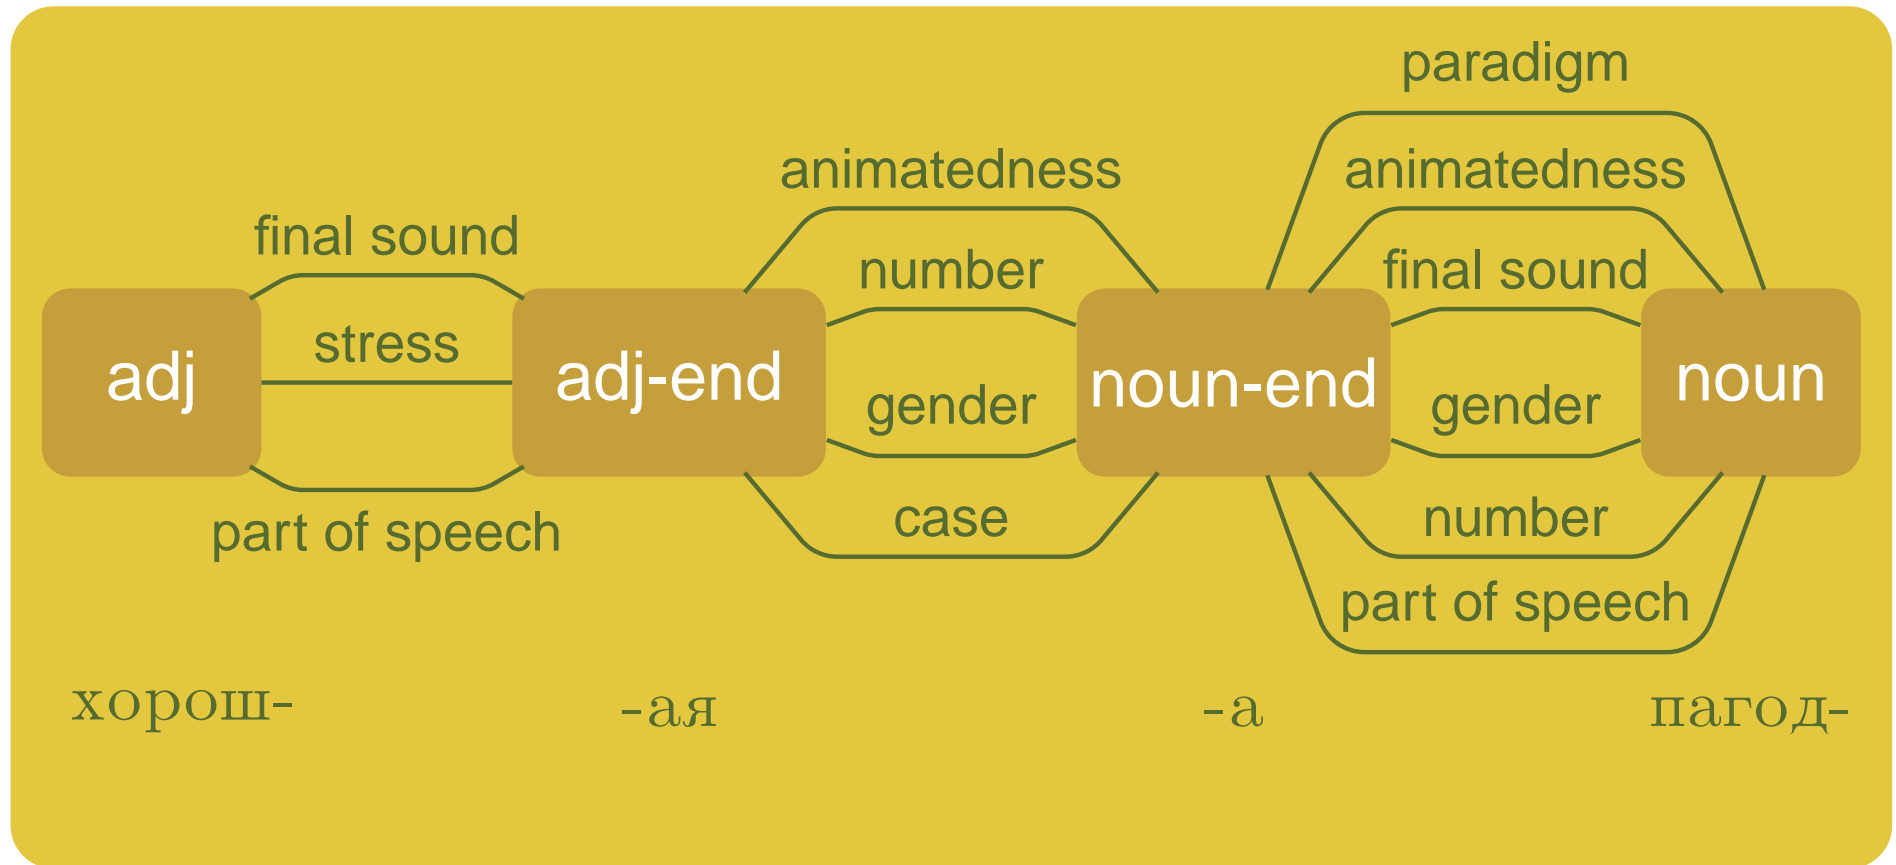 paradigm
animatedness animatedness
final sound number final sound
adj stress adj-end gender noun-end gender noun
part of speech case number
part of speech
хорош- -ая -а пагод-